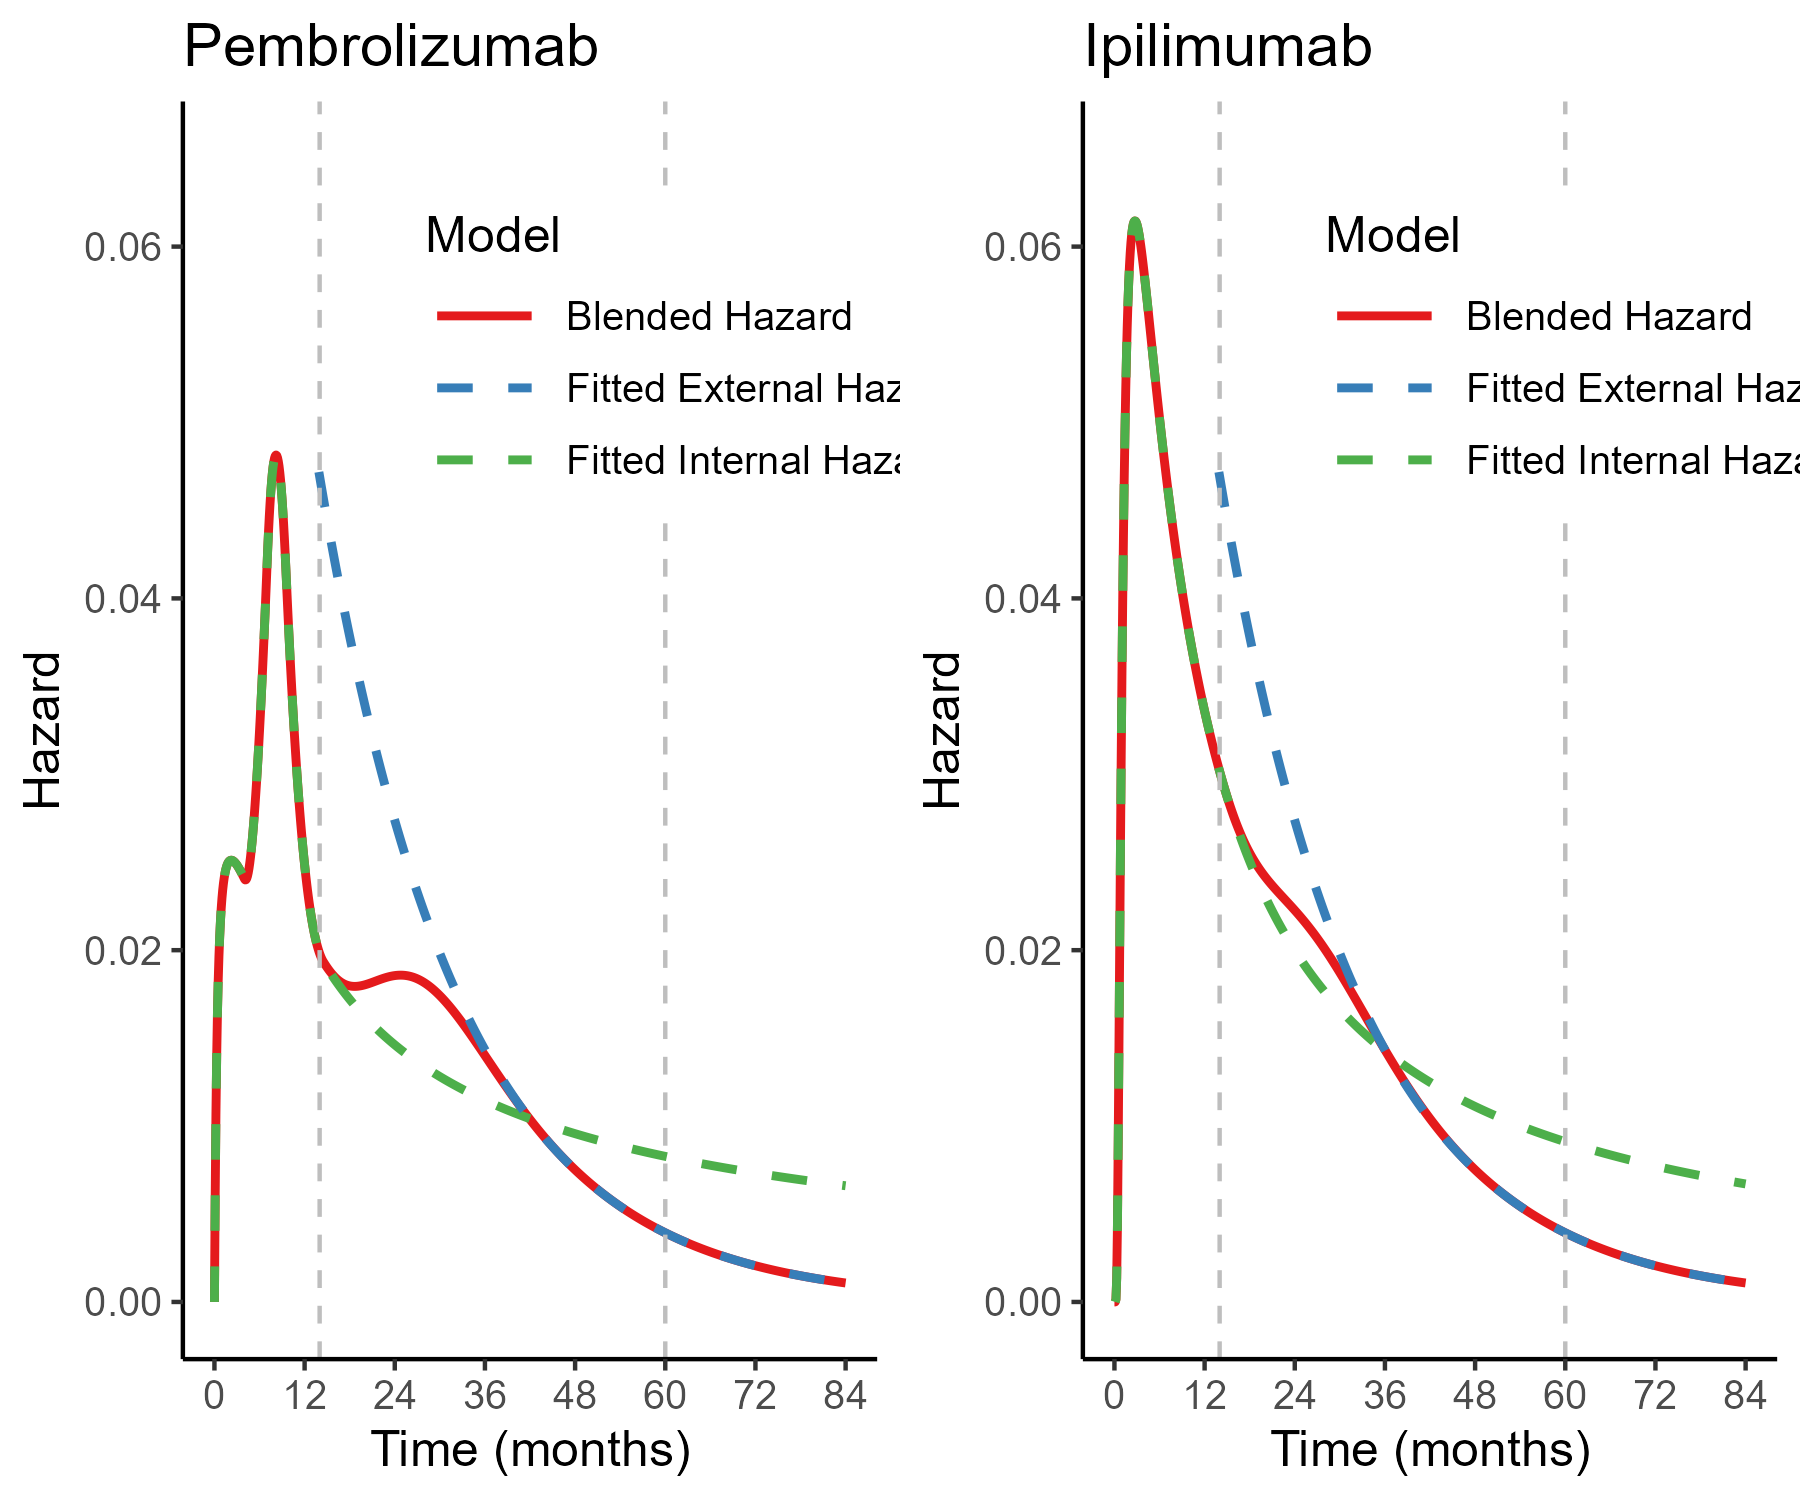 Pembrolizumab
Hazard
0.06
0.04
0.02
0.00
Model
Blended Hazard
Fitted External Haz
Fitted Internal Haza
0 12 24 36 48 60 72 84
Time (months)
Ipilimumab
Hazard
0.06
0.04
0.02
0.00
Model
Blended Hazard
Fitted External Haz
Fitted Internal Haza
0 12 24 36 48 60 72 84
Time (months)